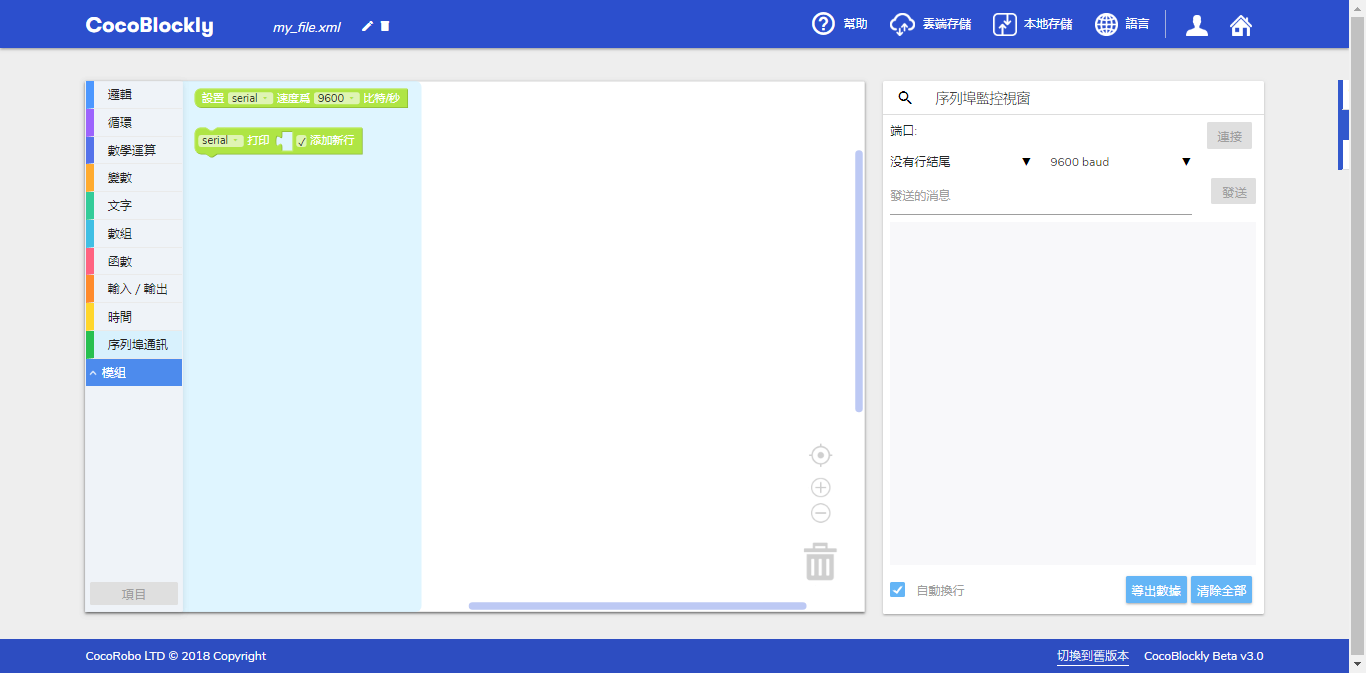 CocoBlockly my_file.xml 幫助 雲端存儲 本地存儲 語言
邏輯
循環
數學運算
變數
文字
數組
函數
輸入 / 輸出
時間
序列埠通訊
模組
項目
設置 serial 速度爲 9600 比特/秒
serial 打印 添加新行
序列埠監控視窗
端口:
連接
没有行結尾 9600 baud
發送的消息
發送
自動換行 導出數據 清除全部
CocoRobo LTD © 2018 Copyright 切換到舊版本 CocoBlockly Beta v3.0